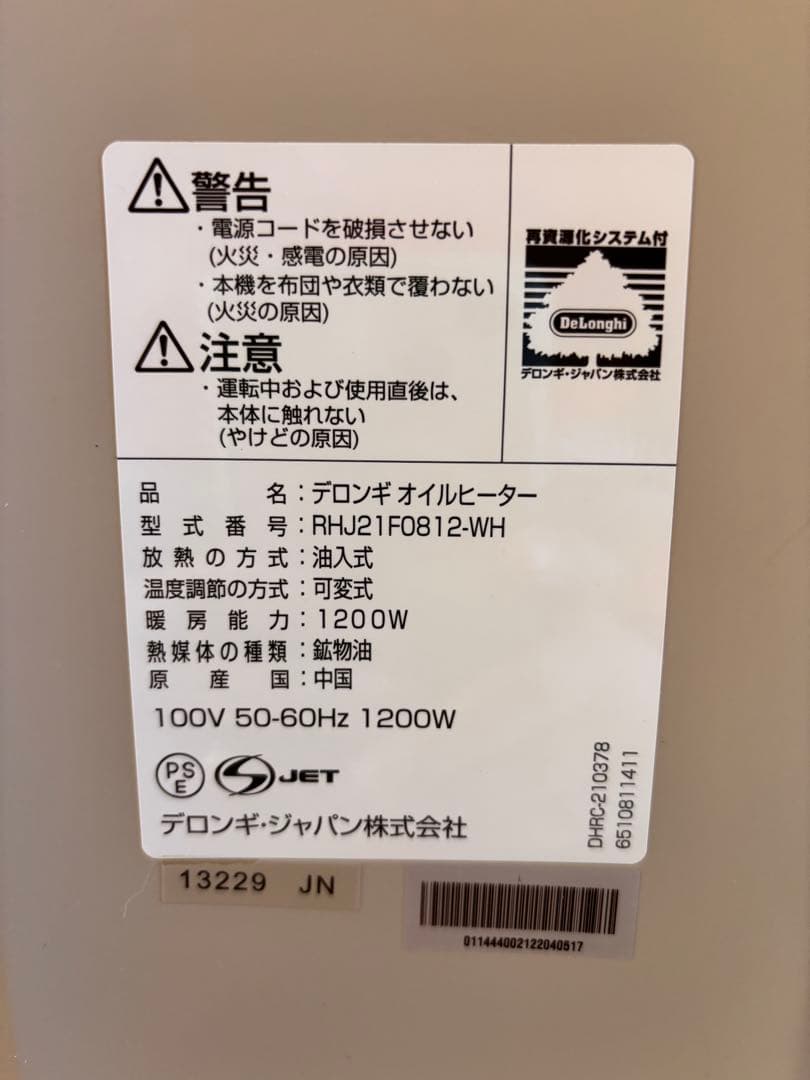 警告
・電源コードを破損させない
(火災・感電の原因)
・本機を布団や衣類で覆わない
(火災の原因)
注意
・運転中および使用直後は、
本体に触れない
(やけどの原因)
再資源化システム付
DeLonghi
デロンギ・ジャパン株式会社
品名：デロンギ オイルヒーター
型式番号：RHJ21F0812-WH
放熱の方式：油入式
温度調節の方式：可変式
暖房能力：1200W
熱媒体の種類：鉱物油
原産国：中国
100V 50-60Hz 1200W
PSE
JET
デロンギ・ジャパン株式会社
DHRC-210378
6510811411
13229 JN
011444002122040517